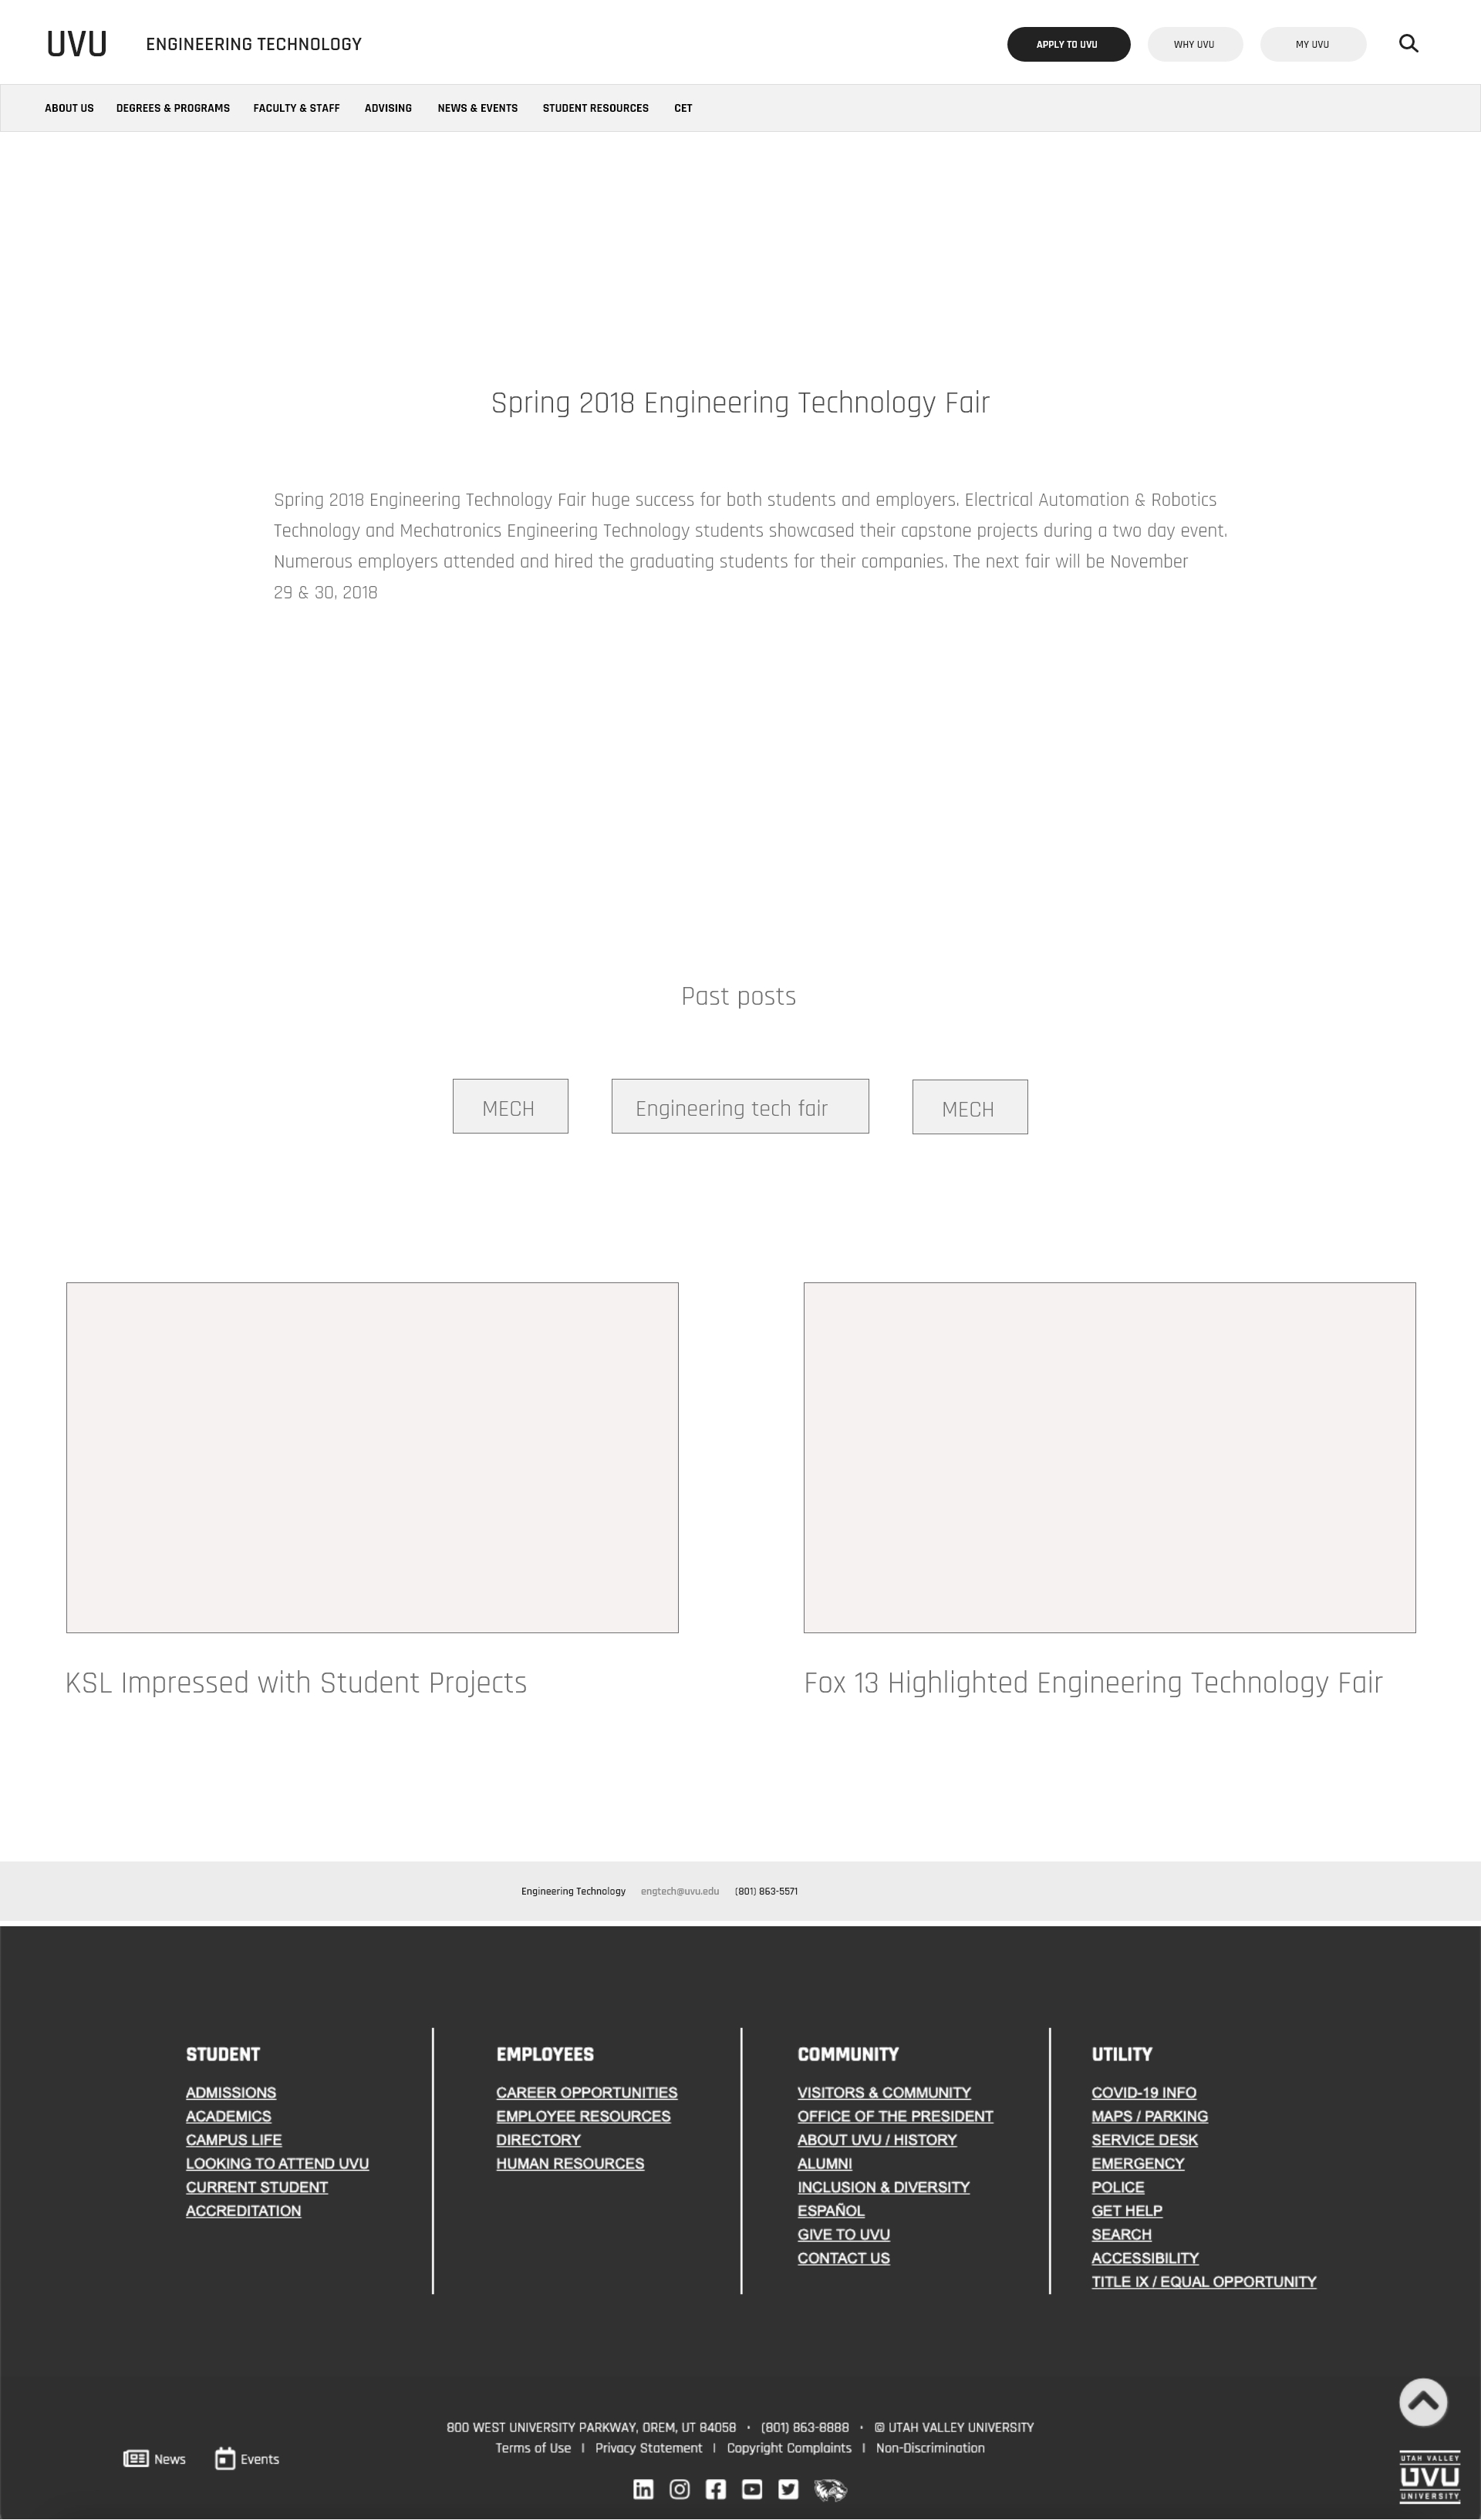 UVU ENGINEERING TECHNOLOGY APPLY TO UVU WHY UVU MY UVU
ABOUT US DEGREES & PROGRAMS FACULTY & STAFF ADVISING NEWS & EVENTS STUDENT RESOURCES CET
Spring 2018 Engineering Technology Fair
Spring 2018 Engineering Technology Fair huge success for both students and employers. Electrical Automation & Robotics
Technology and Mechatronics Engineering Technology students showcased their capstone projects during a two day event.
Numerous employers attended and hired the graduating students for their companies. The next fair will be November
29 & 30, 2018
Past posts
MECH Engineering tech fair MECH
KSL Impressed with Student Projects
Fox 13 Highlighted Engineering Technology Fair
Engineering Technology engtech@uvu.edu (801) 863-5571
STUDENT
ADMISSIONS
ACADEMICS
CAMPUS LIFE
LOOKING TO ATTEND UVU
CURRENT STUDENT
ACCREDITATION
EMPLOYEES
CAREER OPPORTUNITIES
EMPLOYEE RESOURCES
DIRECTORY
HUMAN RESOURCES
COMMUNITY
VISITORS & COMMUNITY
OFFICE OF THE PRESIDENT
ABOUT UVU / HISTORY
ALUMNI
INCLUSION & DIVERSITY
ESPAÑOL
GIVE TO UVU
CONTACT US
UTILITY
COVID-19 INFO
MAPS / PARKING
SERVICE DESK
EMERGENCY
POLICE
GET HELP
SEARCH
ACCESSIBILITY
TITLE IX / EQUAL OPPORTUNITY
800 WEST UNIVERSITY PARKWAY, OREM, UT 84058 • (801) 863-8888 • © UTAH VALLEY UNIVERSITY
Terms of Use | Privacy Statement | Copyright Complaints | Non-Discrimination
News Events
UTAH VALLEY
UVU
UNIVERSITY